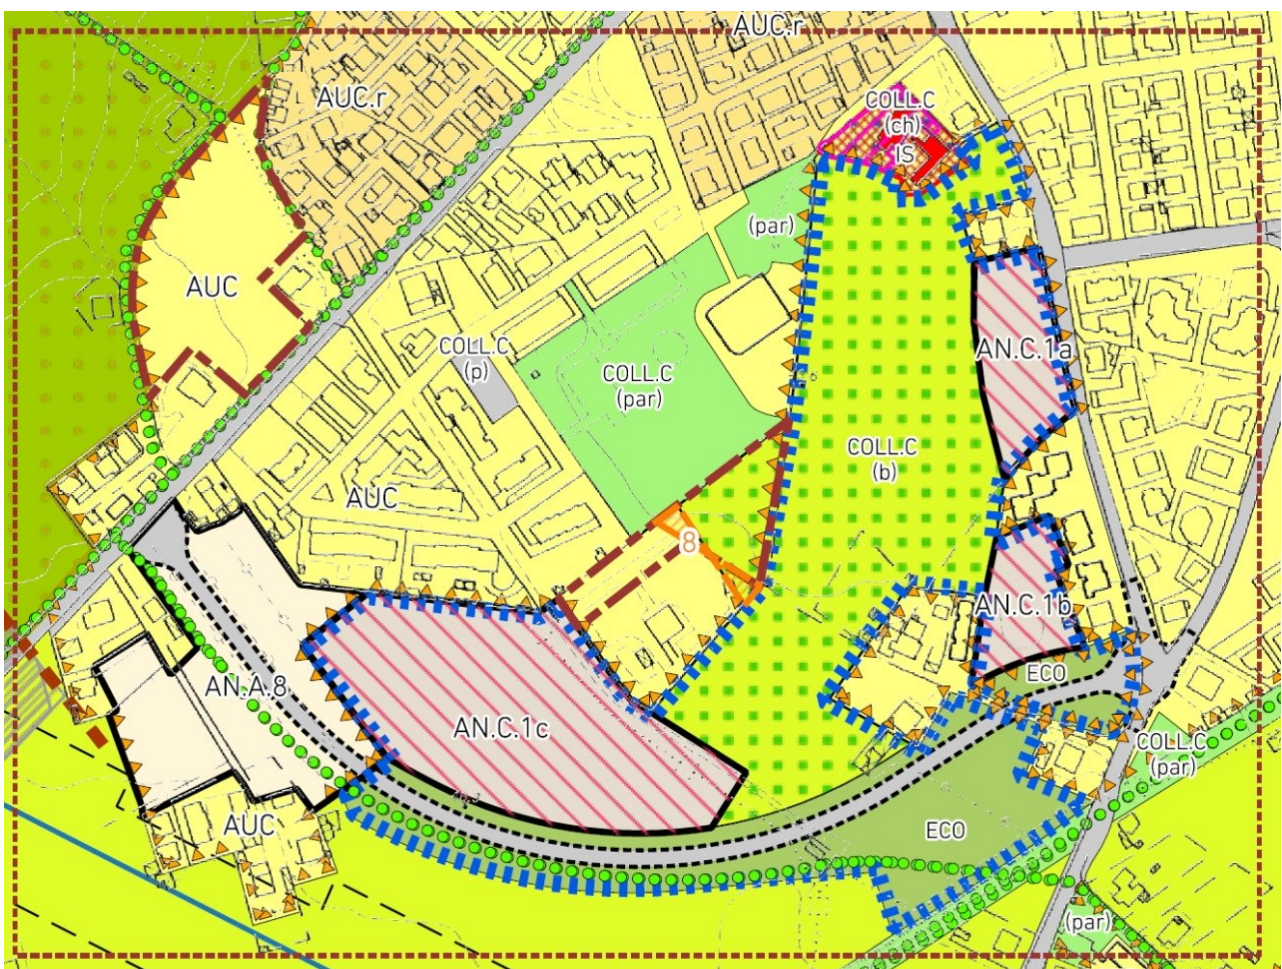 AUC.r
AUC.r
COLL.C
(ch)
IS
(par)
AUC
COLL.C
(p)
COLL.C
(par)
AN.C.1a
COLL.C
(b)
AUC
8
AN.C.1b
ECO
AN.A.8
AN.C.1c
COLL.C
(par)
AUC
ECO
(par)